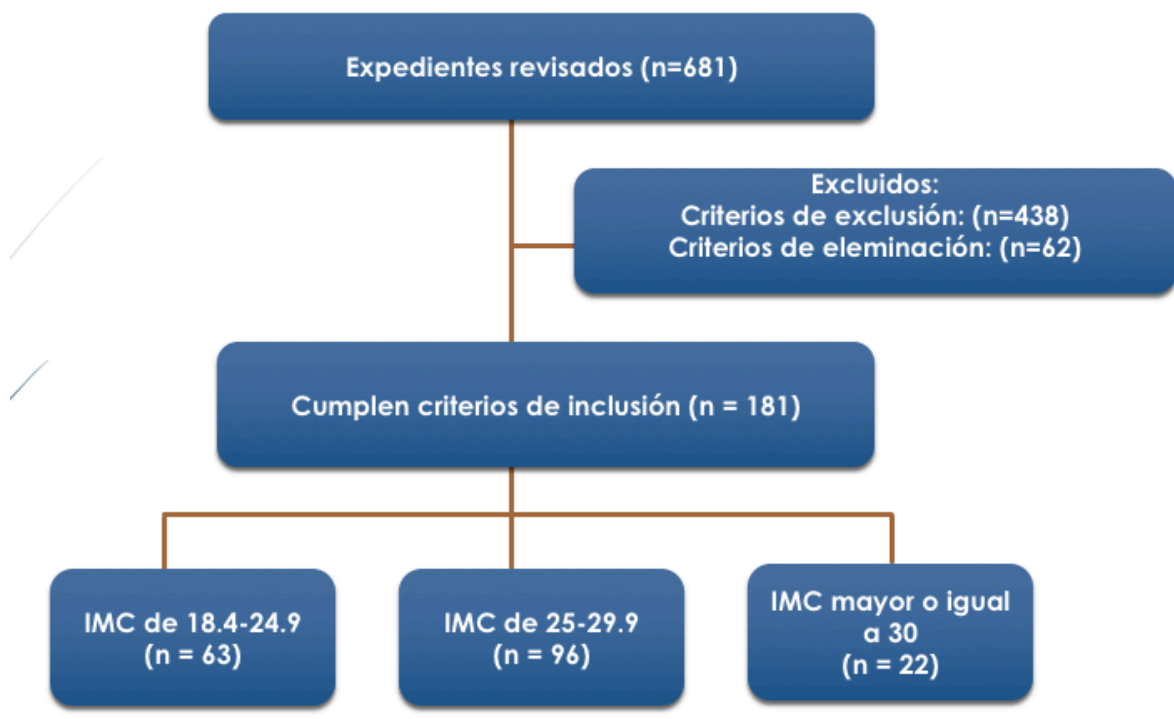 Expedientes revisados (n=681)
Excluidos:
Criterios de exclusión: (n=438)
Criterios de eleminación: (n=62)
Cumplen criterios de inclusión (n = 181)
IMC de 18.4-24.9
(n = 63)
IMC de 25-29.9
(n = 96)
IMC mayor o igual
a 30
(n = 22)